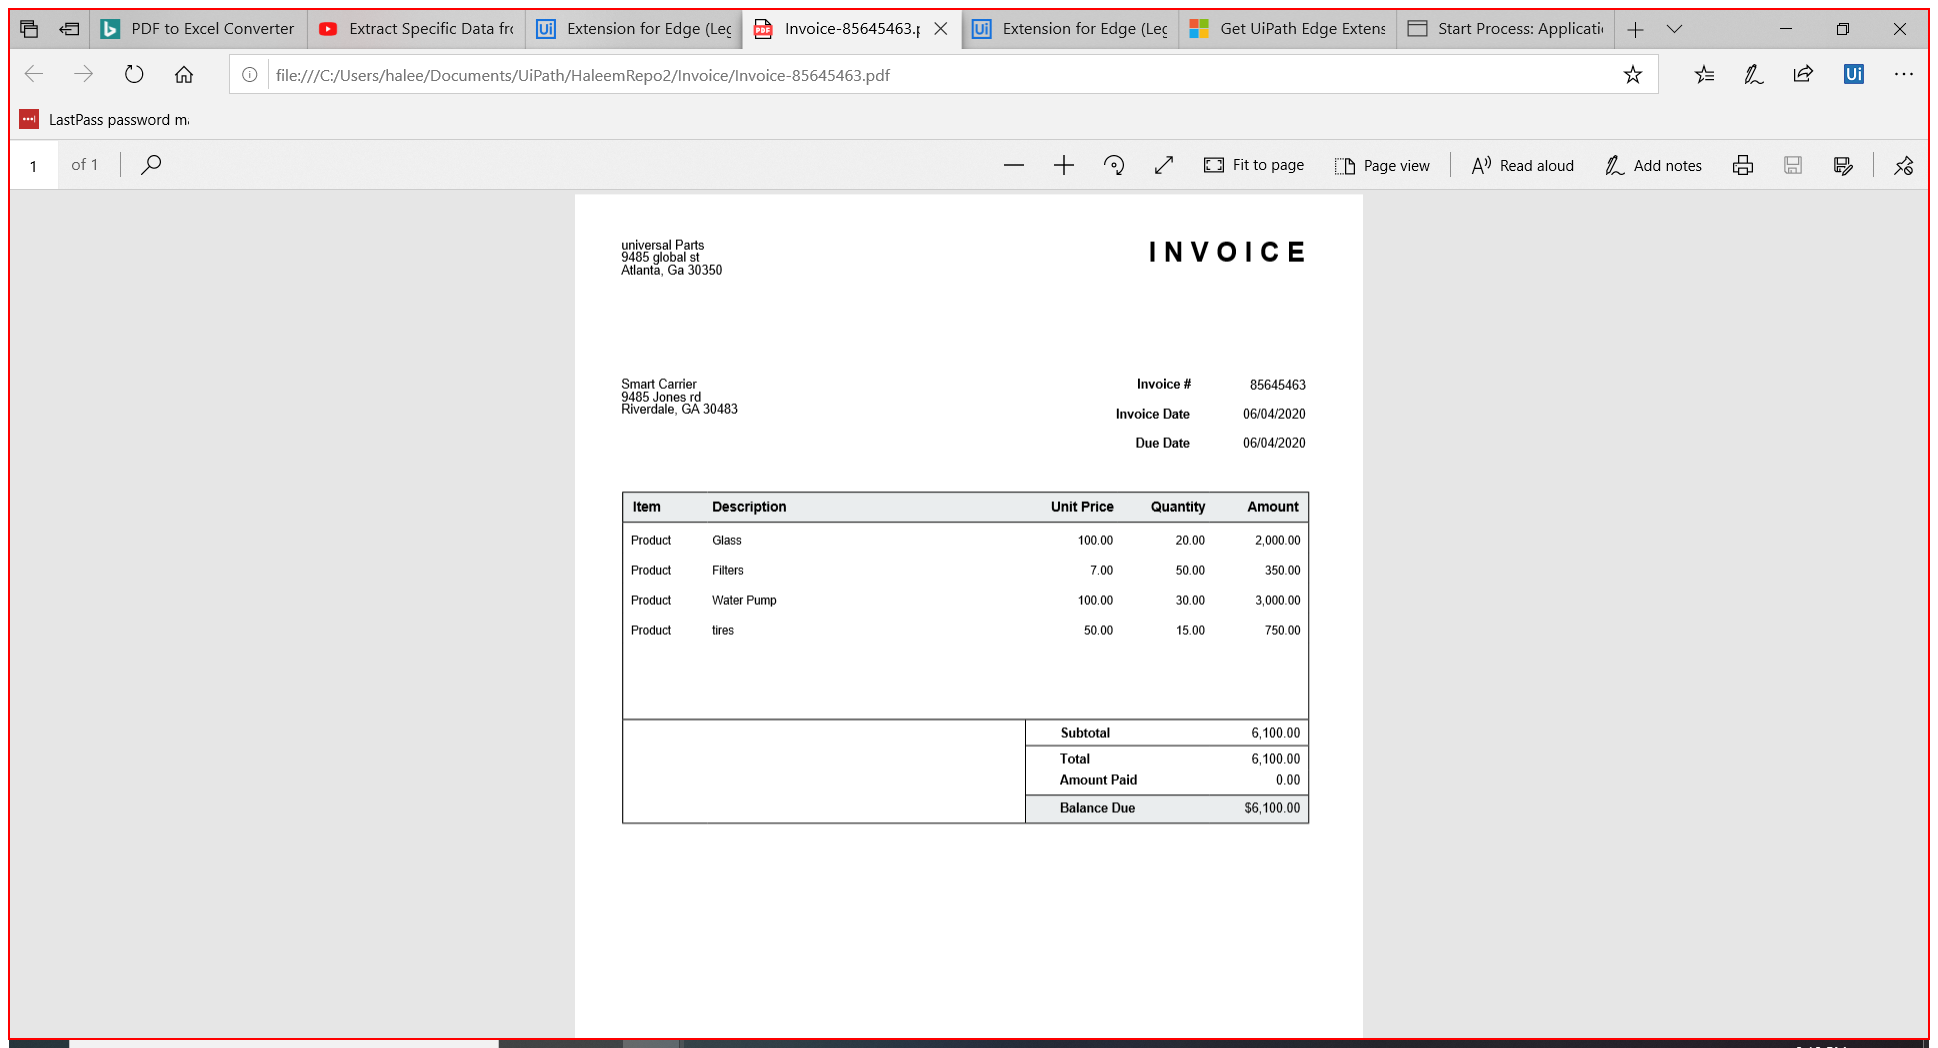 PDF to Excel Converter
Extract Specific Data fro
Extension for Edge (Leg
Invoice-85645463.p
Extension for Edge (Leg
Get UiPath Edge Extens
Start Process: Applicati
file:///C:/Users/halee/Documents/UiPath/HaleemRepo2/Invoice/Invoice-85645463.pdf
Ui
LastPass password ma
1 of 1
Fit to page
Page view
Read aloud
Add notes
universal Parts
9485 global st
Atlanta, Ga 30350
INVOICE
Smart Carrier
9485 Jones rd
Riverdale, GA 30483
Invoice # 85645463
Invoice Date 06/04/2020
Due Date 06/04/2020
Item Description Unit Price Quantity Amount
Product Glass 100.00 20.00 2,000.00
Product Filters 7.00 50.00 350.00
Product Water Pump 100.00 30.00 3,000.00
Product tires 50.00 15.00 750.00
Subtotal 6,100.00
Total 6,100.00
Amount Paid 0.00
Balance Due $6,100.00